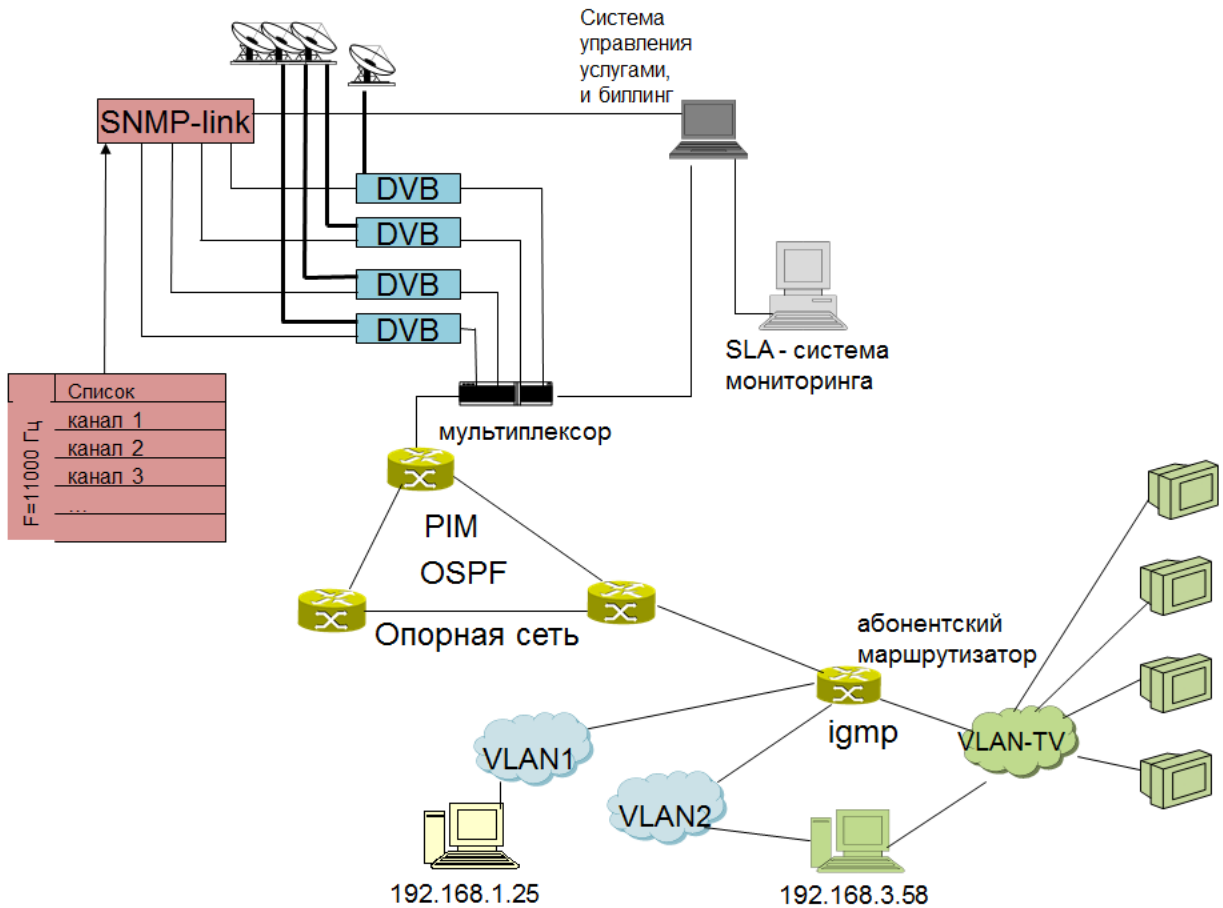 Система
управления
услугами,
и биллинг
SNMP-link
DVB
DVB
DVB
DVB
SLA - система
мониторинга
Список
канал 1
канал 2
канал 3
...
F=11000 Гц
мультиплексор
PIM
OSPF
Опорная сеть
абонентский
маршрутизатор
igmp
VLAN-TV
VLAN1
VLAN2
192.168.1.25
192.168.3.58